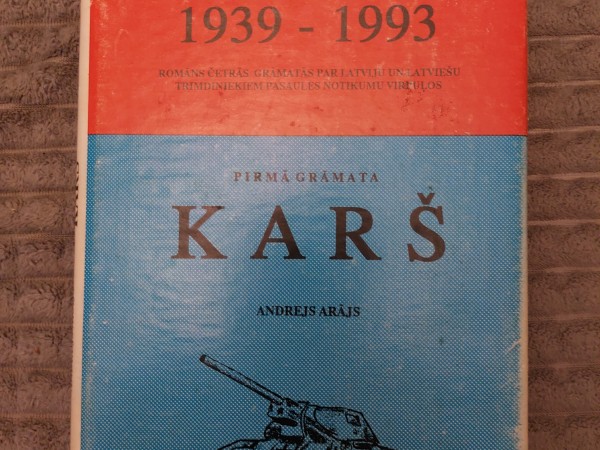 1939 - 1993
ROMĀNS ČETRĀS GRĀMATĀS PAR LATVIJU UN LATVIEŠU
TRIMDINIEKIEM PASAULES NOTIKUMU VIRPUĻOS
PIRMĀ GRĀMATA
KARŠ
ANDREJS ARĀJS